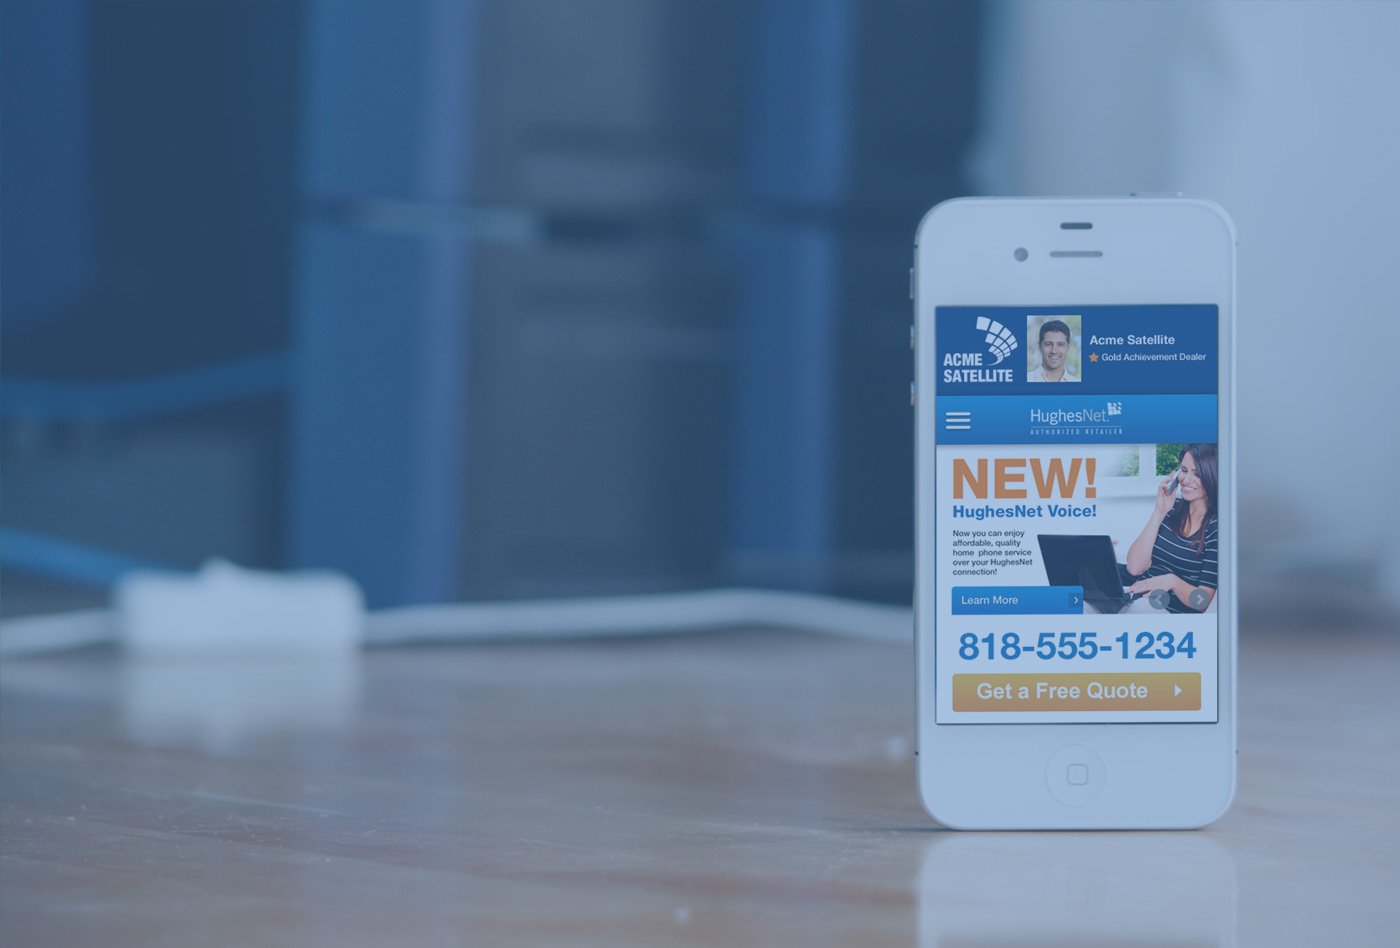 ACME
SATELLITE
Acme Satellite
Gold Achievement Dealer
HughesNet
AUTHORIZED RETAILER
NEW!
HughesNet Voice!
Now you can enjoy
affordable, quality
home phone service
over your HughesNet
connection!
Learn More
818-555-1234
Get a Free Quote